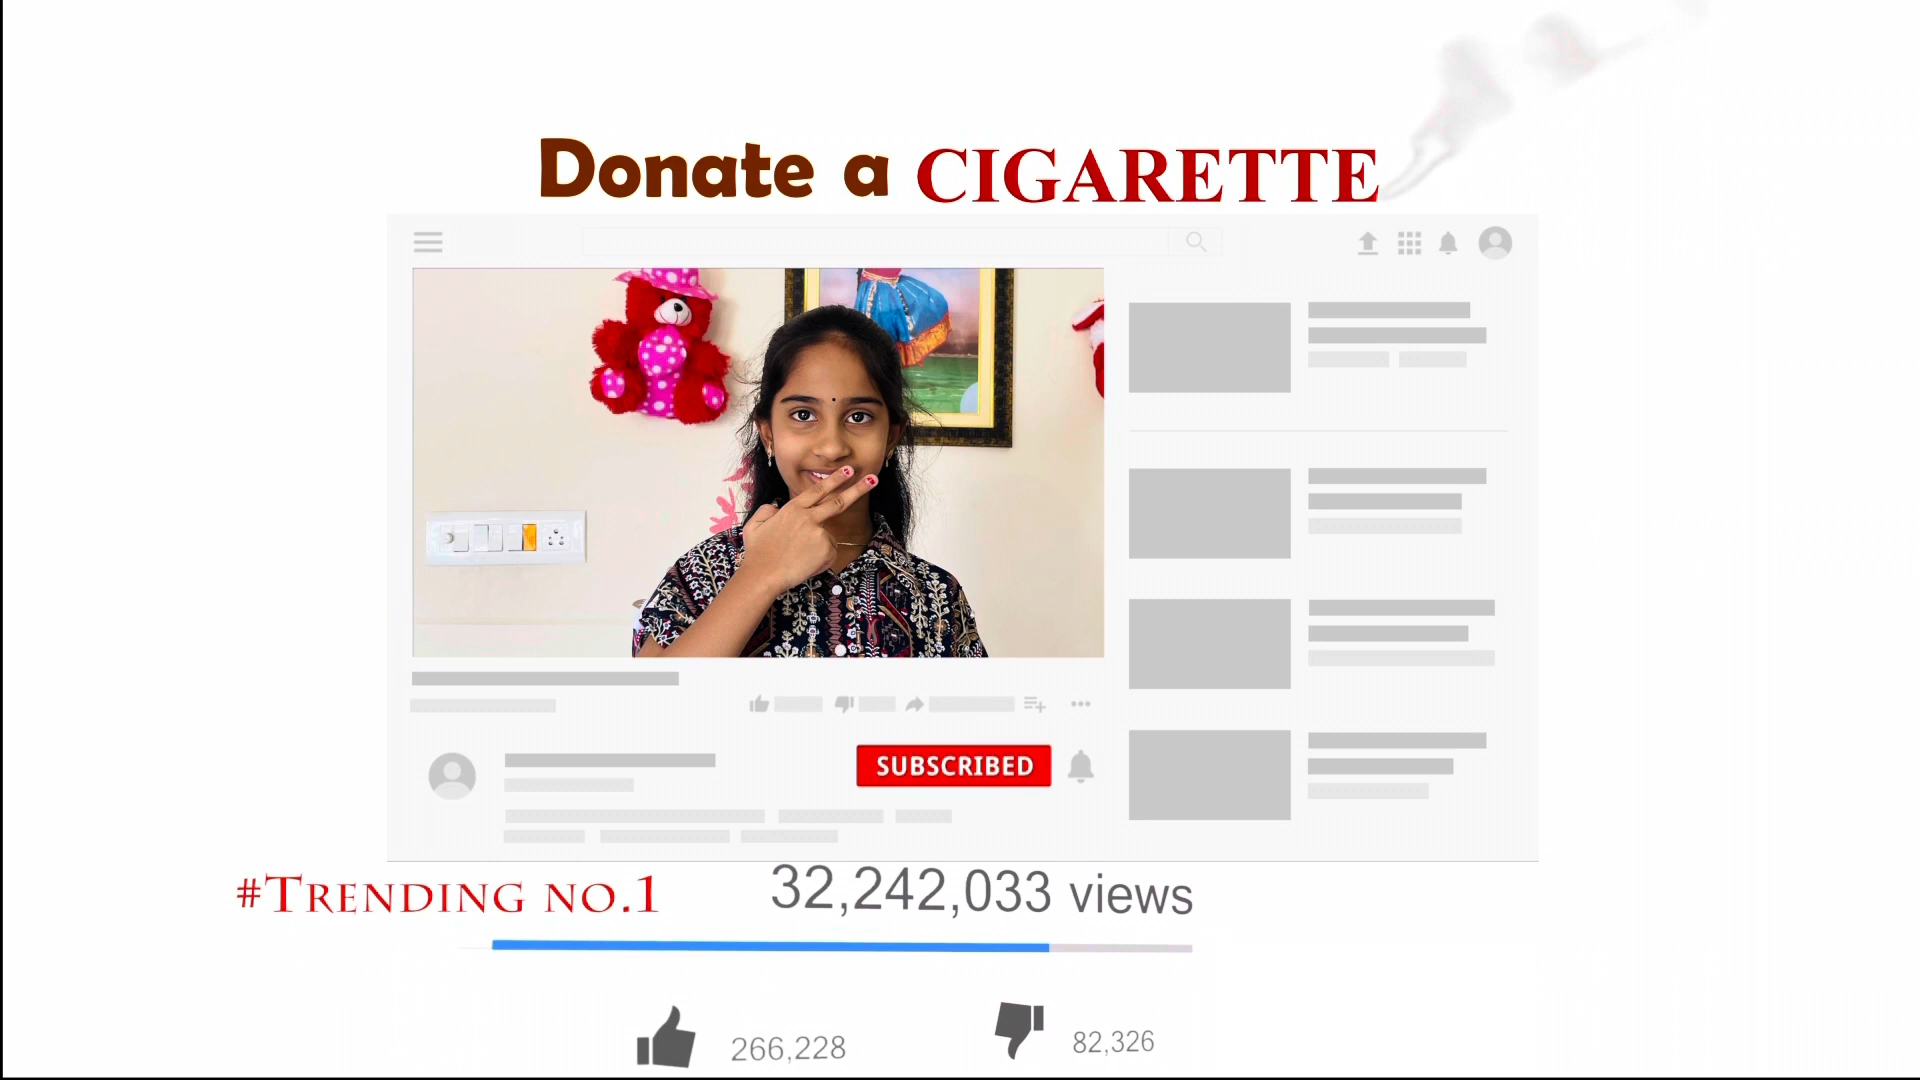 Donate a CIGARETTE
SUBSCRIBED
#TRENDING NO.1
32,242,033 views
266,228
82,326